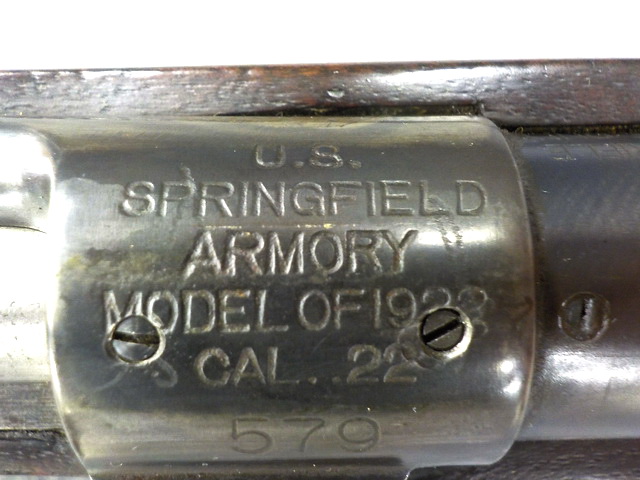 U.S.
SPRINGFIELD
ARMORY
MODEL OF 1922
CAL..22
579